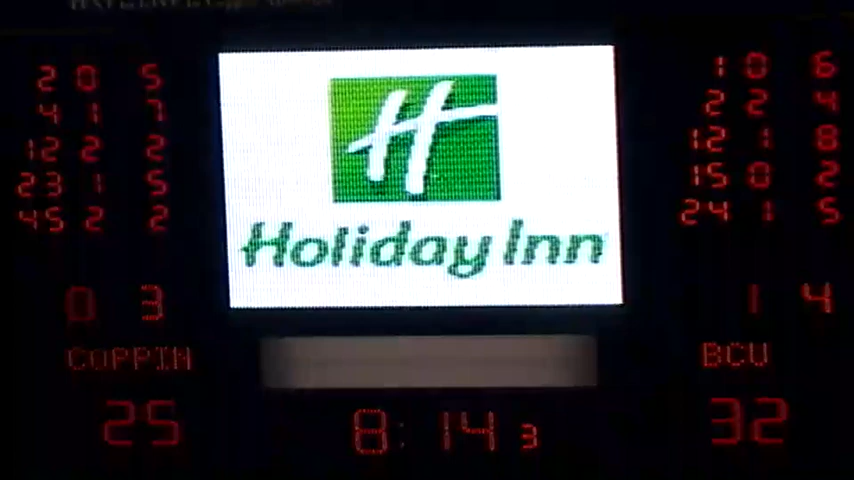 2 0 5
4 1 7
12 2 2
23 1 5
45 2 2
0 3
COPPIN
25
H
Holiday Inn
8:14 3
1 0 6
2 2 4
12 1 8
15 0 2
24 1 5
1 4
BCU
32